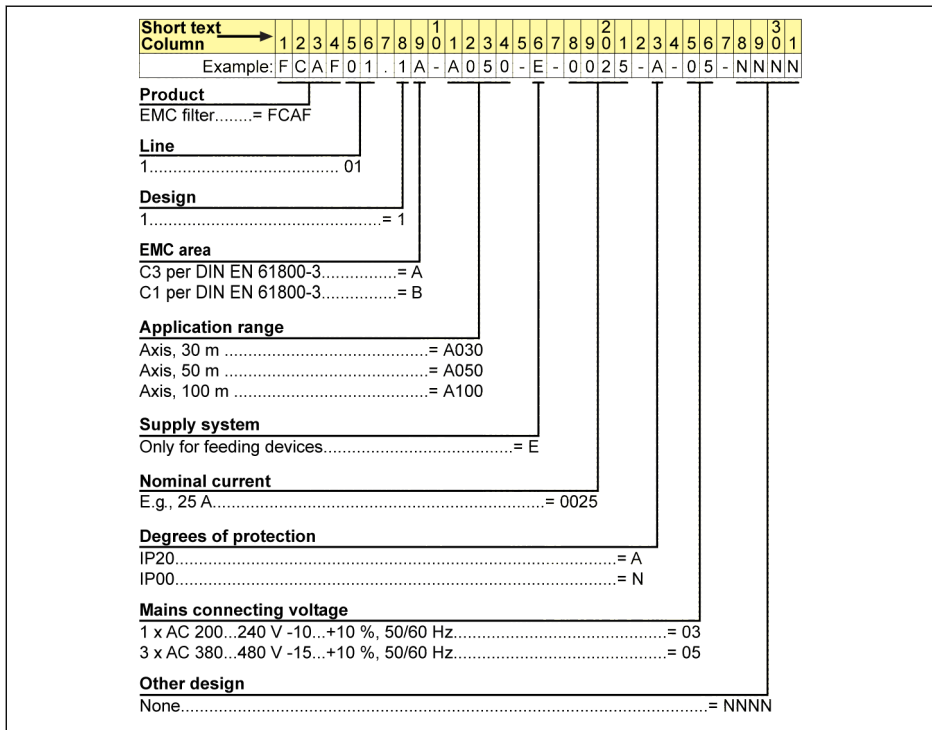 Short text
Column 1 2 3 4 5 6 7 8 9 10 1 2 3 4 5 6 7 8 9 20 1 2 3 4 5 6 7 8 9 30 1
Example: F C A F 0 1 . 1 A - A 0 5 0 - E - 0 0 2 5 - A - 0 5 - N N N N
Product
EMC filter........= FCAF
Line
1...................................... 01
Design
1..............................................= 1
EMC area
C3 per DIN EN 61800-3................= A
C1 per DIN EN 61800-3................= B
Application range
Axis, 30 m ..........................................= A030
Axis, 50 m ..........................................= A050
Axis, 100 m ........................................= A100
Supply system
Only for feeding devices.......................................= E
Nominal current
E.g., 25 A.....................................................= 0025
Degrees of protection
IP20...........................................................................= A
IP00...........................................................................= N
Mains connecting voltage
1 x AC 200...240 V -10...+10 %, 50/60 Hz...................................= 03
3 x AC 380...480 V -15...+10 %, 50/60 Hz...................................= 05
Other design
None.......................................................................................= NNNN